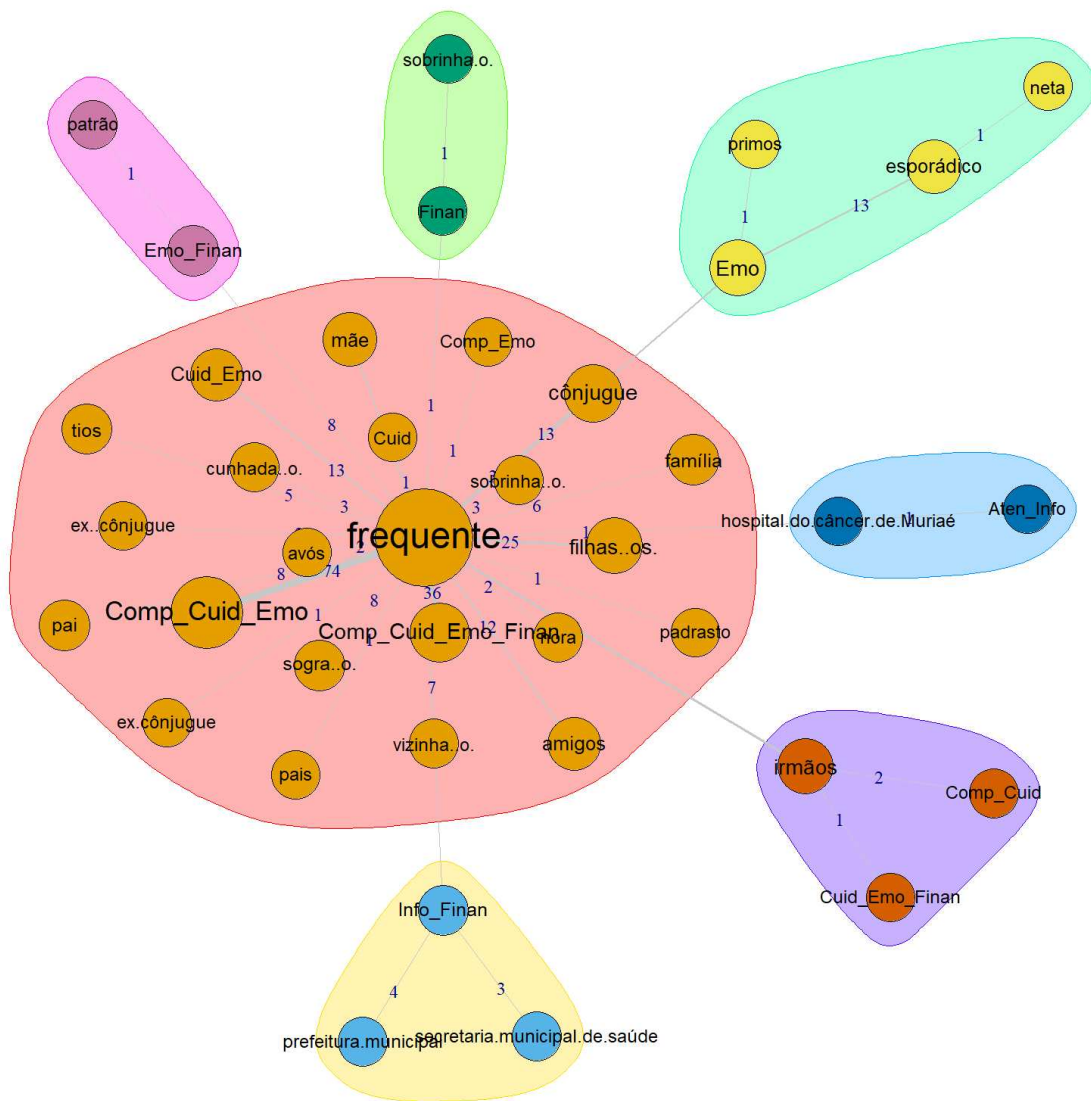 sobrinha.o.
neta
patrão
primos
1
1
1
esporádico
Finan
1
13
Emo_Finan
Emo
mãe
Comp_Emo
Cuid_Emo
cônjugue
1
tios
8
Cuid
1
13
família
cunhada..o.
13
sobrinha..o.
5
3
1
3
6
ex..cônjugue
frequente
hospital.do.câncer.de.Muriaé
1
Aten_Info
avós
2
25
1
filhas..os.
8
74
36
2
1
Comp_Cuid_Emo
1
8
Comp_Cuid_Emo_Finan
12
nora
pai
padrasto
1
sogra..o.
7
ex.cônjugue
vizinha..o.
amigos
pais
irmãos
2
Comp_Cuid
1
Cuid_Emo_Finan
Info_Finan
4
3
prefeitura.municipal
secretaria.municipal.de.saúde